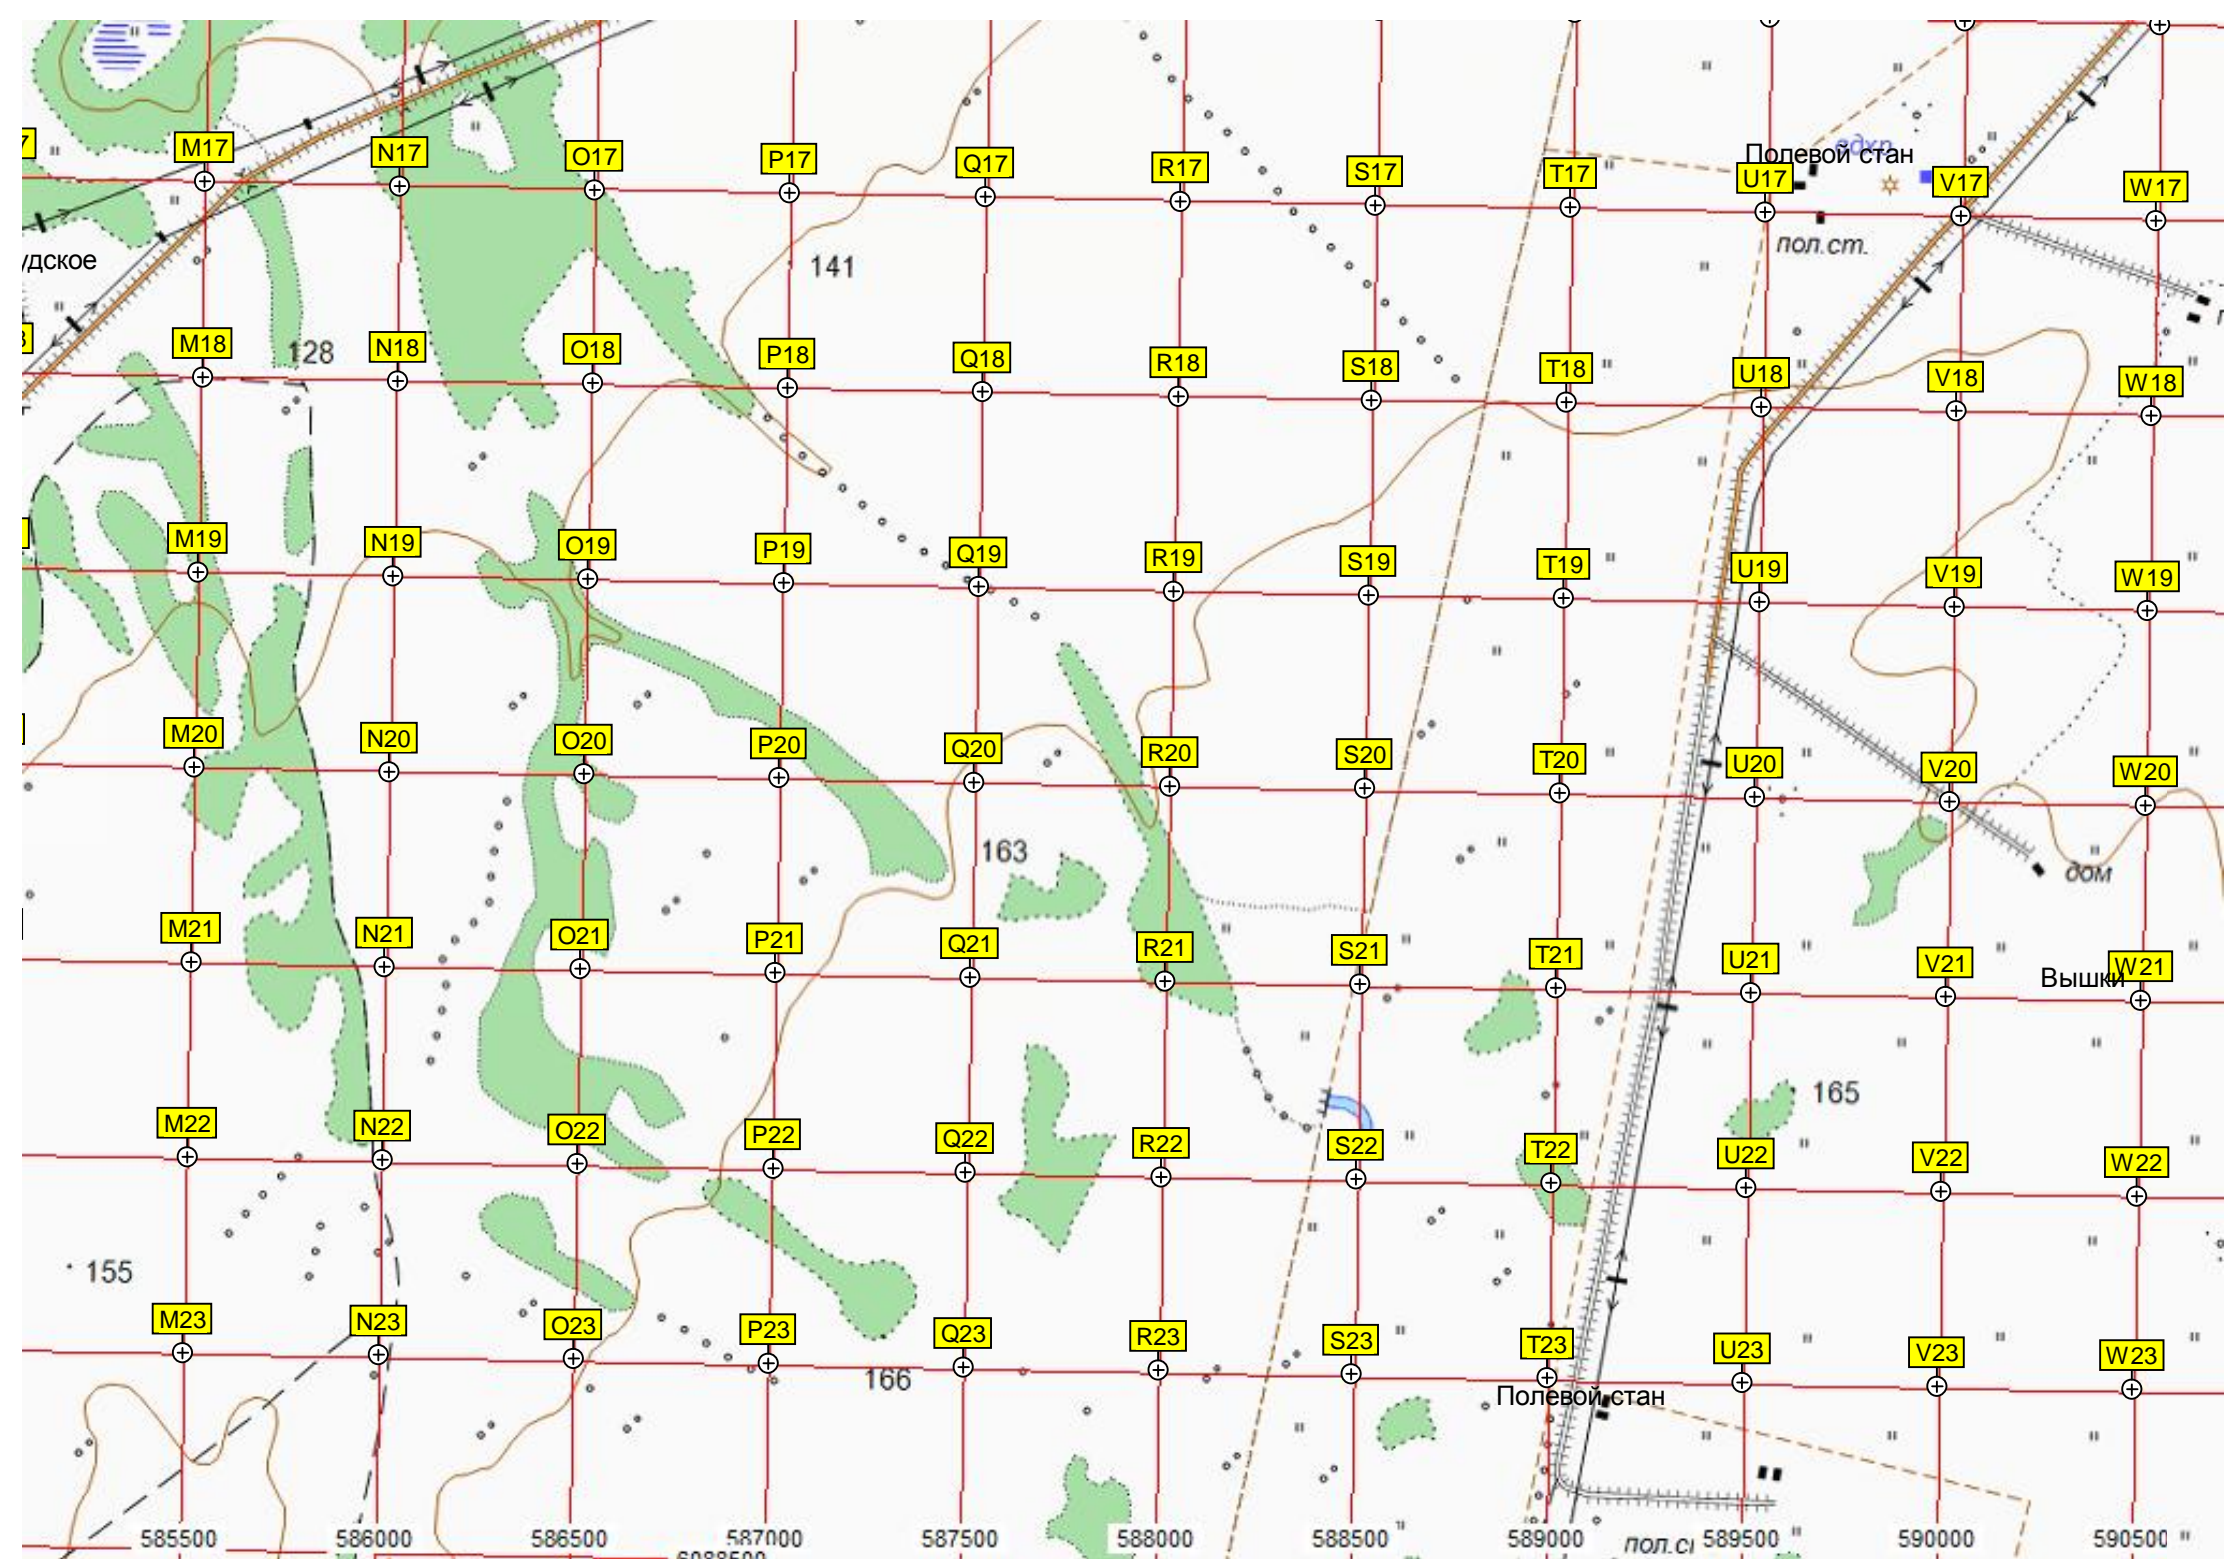 M17 N17 O17 P17 Q17 R17 S17 T17 U17 V17 W17
Полевой стан
пол.ст.
141
128
M18 N18 O18 P18 Q18 R18 S18 T18 U18 V18 W18
M19 N19 O19 P19 Q19 R19 S19 T19 U19 V19 W19
M20 N20 O20 P20 Q20 R20 S20 T20 U20 V20 W20
163
дом
M21 N21 O21 P21 Q21 R21 S21 T21 U21 V21 W21
Вышки
165
M22 N22 O22 P22 Q22 R22 S22 T22 U22 V22 W22
155
M23 N23 O23 P23 Q23 R23 S23 T23 U23 V23 W23
166
Полевой стан
585500 586000 586500 587000 587500 588000 588500 589000 589500 590000 590500